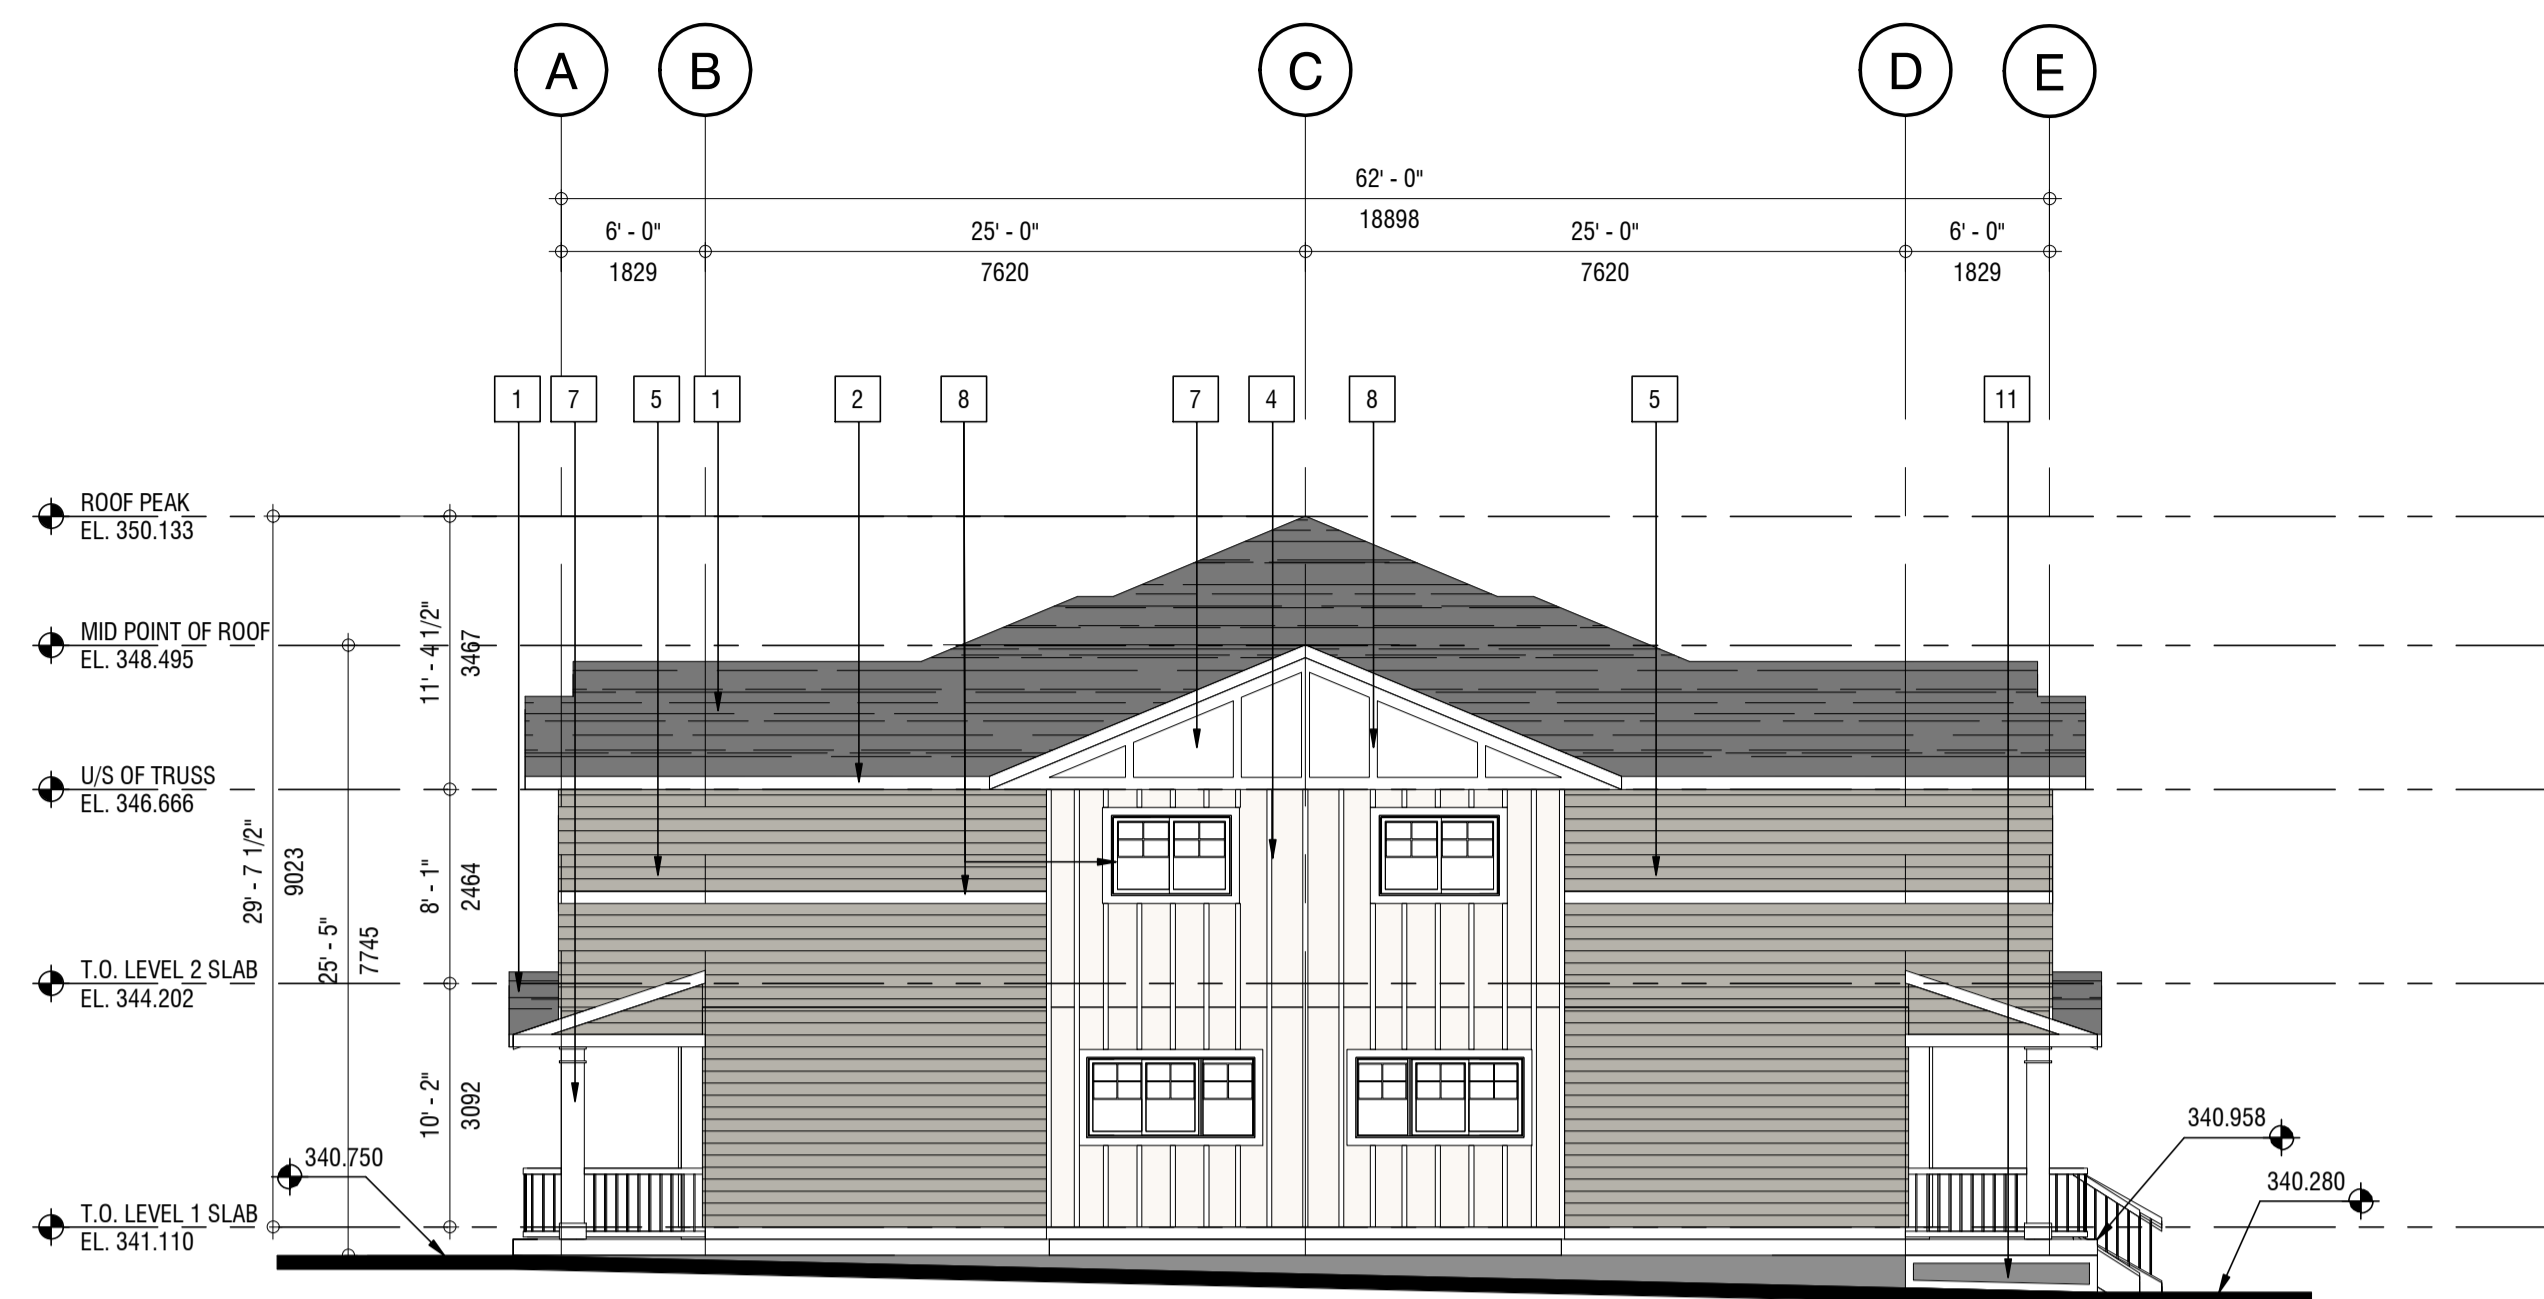 A B C D E
62' - 0"
18898
6' - 0" 25' - 0" 25' - 0" 6' - 0"
1829 7620 7620 1829
1 7 5 1 2 8 7 4 8 5 11
ROOF PEAK
EL. 350.133
11' - 4 1/2"
3467
MID POINT OF ROOF
EL. 348.495
U/S OF TRUSS
EL. 346.666
29' - 7 1/2"
9023
8' - 1"
2464
25' - 5"
7745
T.O. LEVEL 2 SLAB
EL. 344.202
10' - 2"
3092
340.750
340.958
340.280
T.O. LEVEL 1 SLAB
EL. 341.110